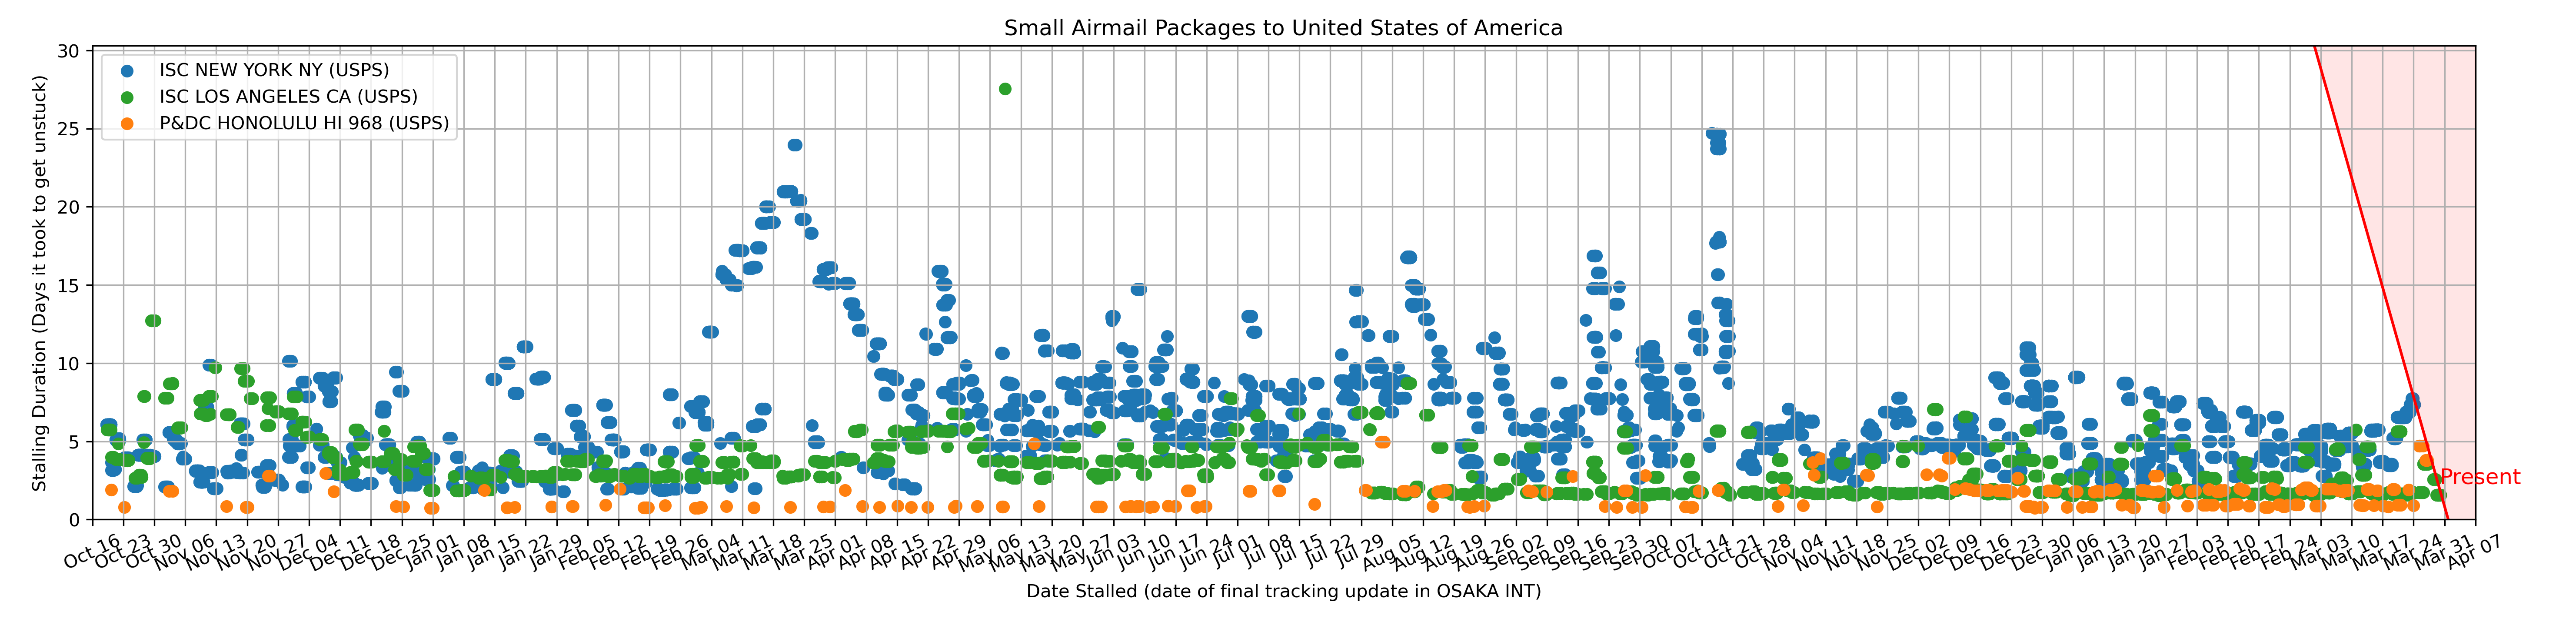 Small Airmail Packages to United States of America
ISC NEW YORK NY (USPS)
ISC LOS ANGELES CA (USPS)
P&DC HONOLULU HI 968 (USPS)
Stalling Duration (Days it took to get unstuck)
30
25
20
15
10
5
0
Present
Oct 16
Oct 23
Oct 30
Nov 06
Nov 13
Nov 20
Nov 27
Dec 04
Dec 11
Dec 18
Dec 25
Jan 01
Jan 08
Jan 15
Jan 22
Jan 29
Feb 05
Feb 12
Feb 19
Feb 26
Mar 04
Mar 11
Mar 18
Mar 25
Apr 01
Apr 08
Apr 15
Apr 22
Apr 29
May 06
May 13
May 20
May 27
Jun 03
Jun 10
Jun 17
Jun 24
Jul 01
Jul 08
Jul 15
Jul 22
Jul 29
Aug 05
Aug 12
Aug 19
Aug 26
Sep 02
Sep 09
Sep 16
Sep 23
Sep 30
Oct 07
Oct 14
Oct 21
Oct 28
Nov 04
Nov 11
Nov 18
Nov 25
Dec 02
Dec 09
Dec 16
Dec 23
Dec 30
Jan 06
Jan 13
Jan 20
Jan 27
Feb 03
Feb 10
Feb 17
Feb 24
Mar 03
Mar 10
Mar 17
Mar 24
Mar 31
Apr 07
Date Stalled (date of final tracking update in OSAKA INT)